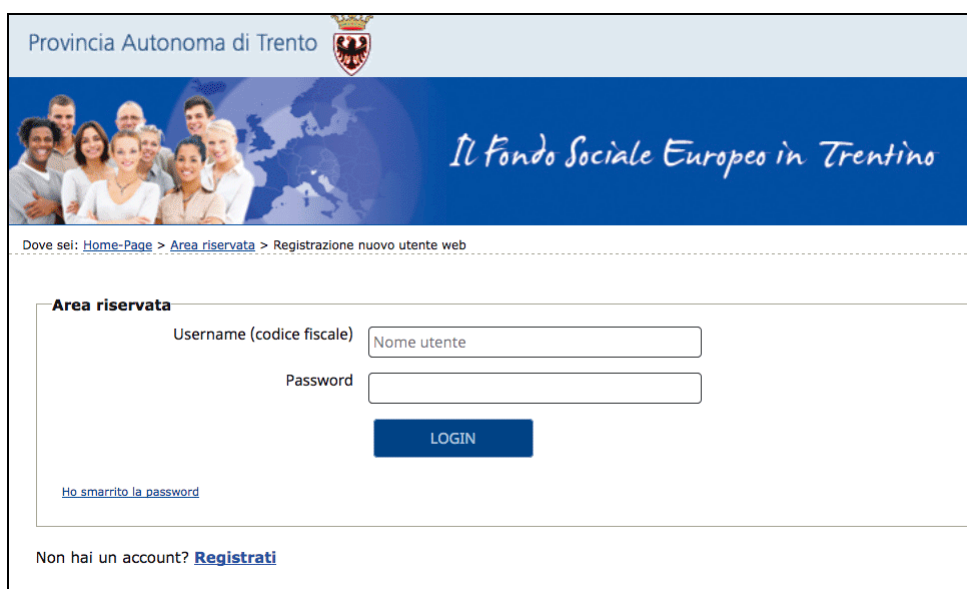 Provincia Autonoma di Trento
Il Fondo Sociale Europeo in Trentino
Dove sei: Home-Page > Area riservata > Registrazione nuovo utente web
Area riservata
Username (codice fiscale)
Nome utente
Password
LOGIN
Ho smarrito la password
Non hai un account? Registrati